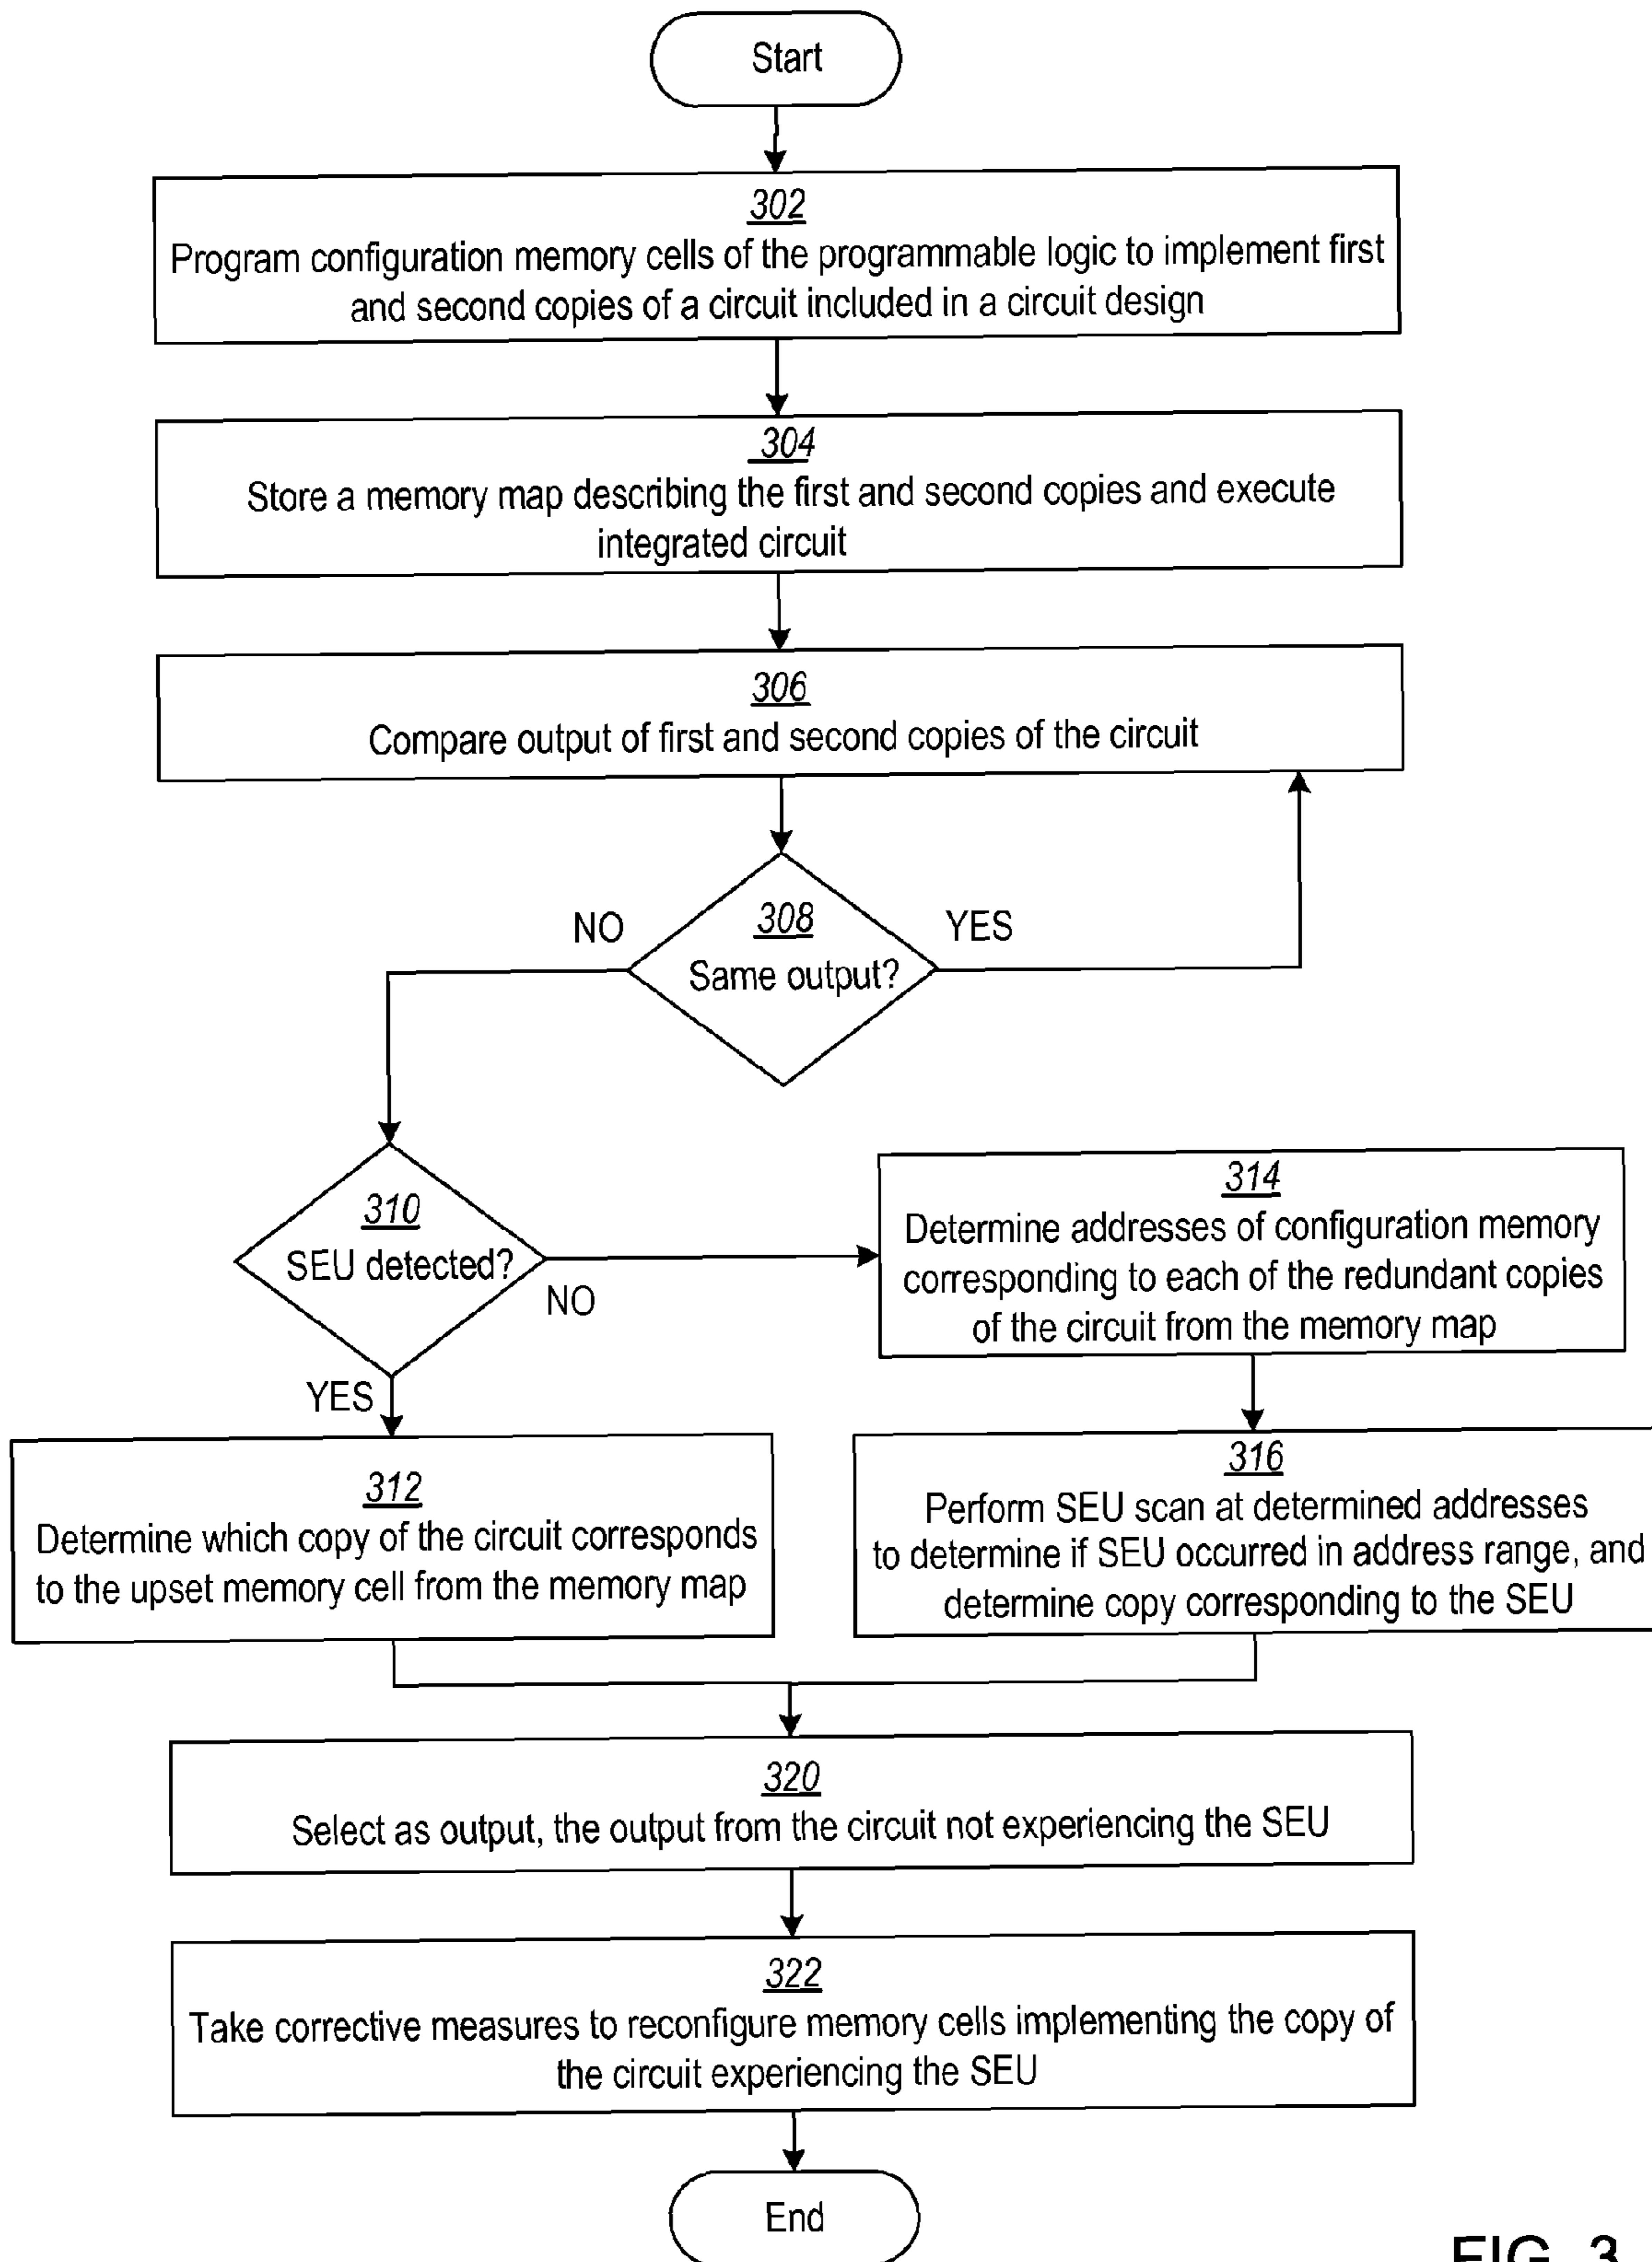 Start
302
Program configuration memory cells of the programmable logic to implement first
and second copies of a circuit included in a circuit design
304
Store a memory map describing the first and second copies and execute
integrated circuit
306
Compare output of first and second copies of the circuit
NO
308
YES
Same output?
310
SEU detected?
NO
YES
314
Determine addresses of configuration memory
corresponding to each of the redundant copies
of the circuit from the memory map
312
Determine which copy of the circuit corresponds
to the upset memory cell from the memory map
316
Perform SEU scan at determined addresses
to determine if SEU occurred in address range, and
determine copy corresponding to the SEU
320
Select as output, the output from the circuit not experiencing the SEU
322
Take corrective measures to reconfigure memory cells implementing the copy of
the circuit experiencing the SEU
End
FIG. 3